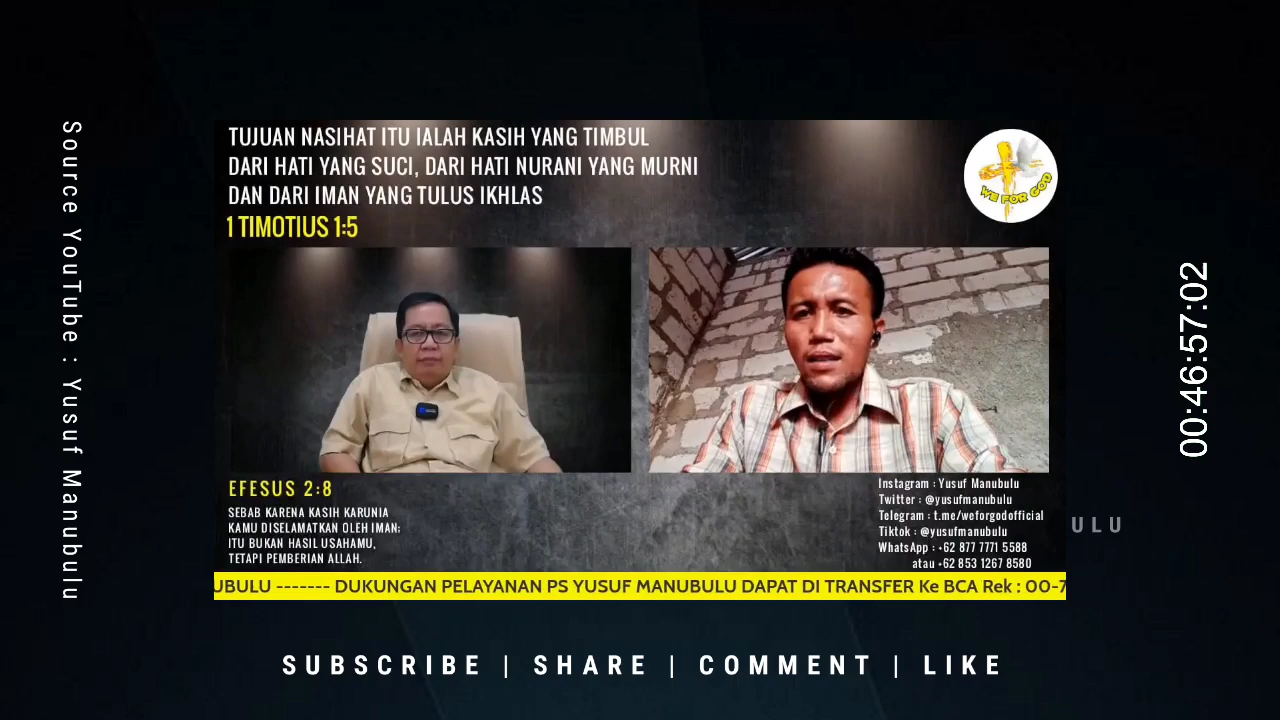 TUJUAN NASIHAT ITU IALAH KASIH YANG TIMBUL
DARI HATI YANG SUCI, DARI HATI NURANI YANG MURNI
DAN DARI IMAN YANG TULUS IKHLAS
1 TIMOTIUS 1:5
WE FOR GOD
Source YouTube : Yusuf Manubulu
00:46:57:02
EFESUS 2:8
SEBAB KARENA KASIH KARUNIA
KAMU DISELAMATKAN OLEH IMAN;
ITU BUKAN HASIL USAHAMU,
TETAPI PEMBERIAN ALLAH.
Instagram : Yusuf Manubulu
Twitter : @yusufmanubulu
Telegram : t.me/weforgodofficial
Tiktok : @yusufmanubulu
WhatsApp : +62 877 7771 5588
atau +62 853 1267 8580
ULU
UBULU ------- DUKUNGAN PELAYANAN PS YUSUF MANUBULU DAPAT DI TRANSFER Ke BCA Rek : 00-7
SUBSCRIBE | SHARE | COMMENT | LIKE